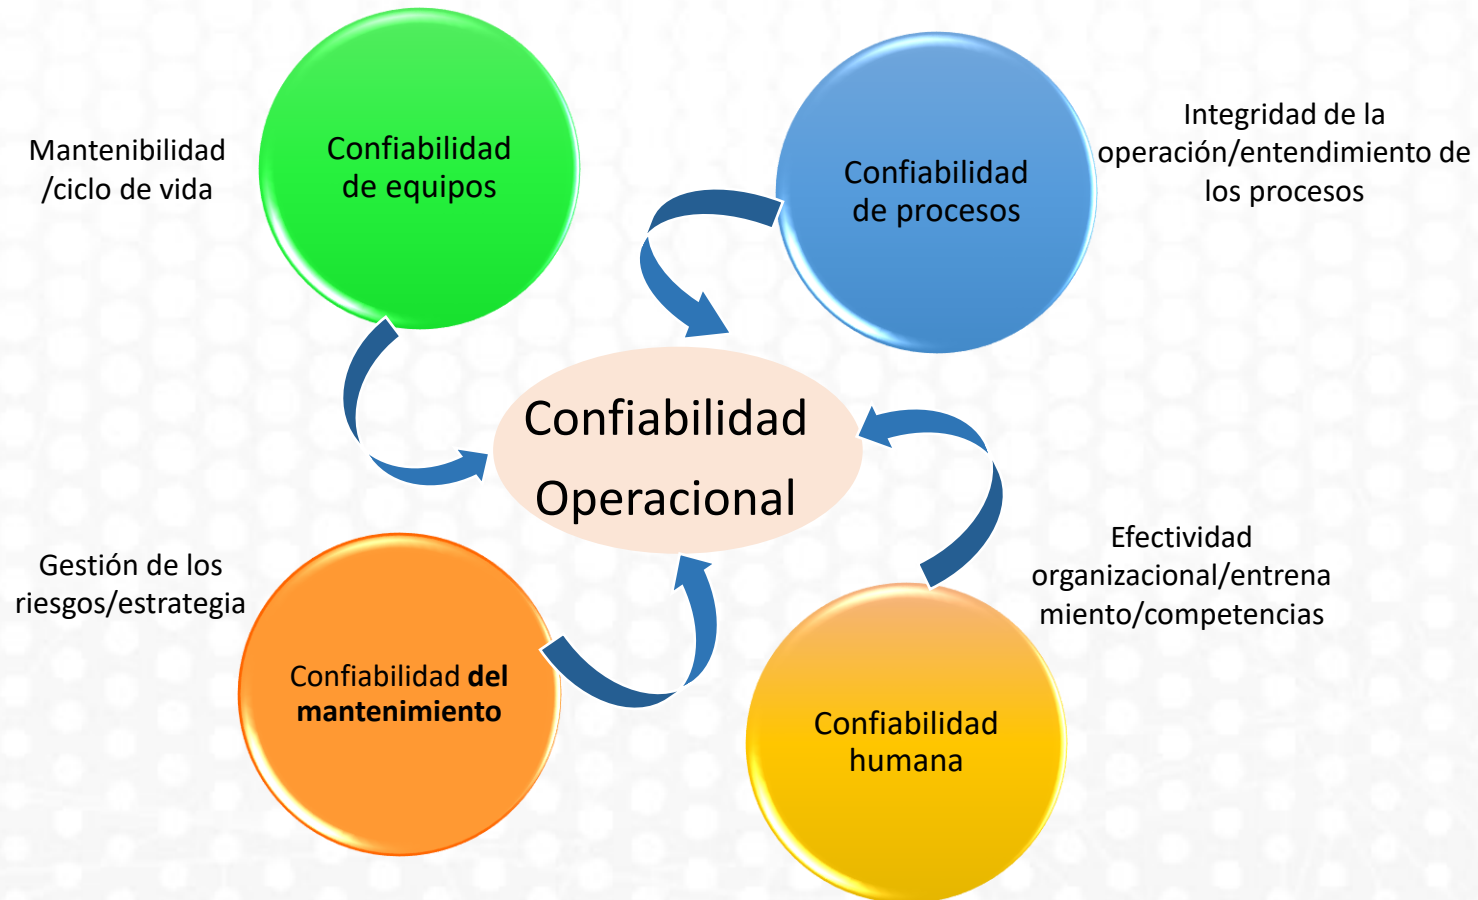 Mantenibilidad
/ciclo de vida
Confiabilidad
de equipos
Confiabilidad
de procesos
Integridad de la
operación/entendimiento de
los procesos
Confiabilidad
Operacional
Gestión de los
riesgos/estrategia
Confiabilidad del
mantenimiento
Confiabilidad
humana
Efectividad
organizacional/entrena
miento/competencias